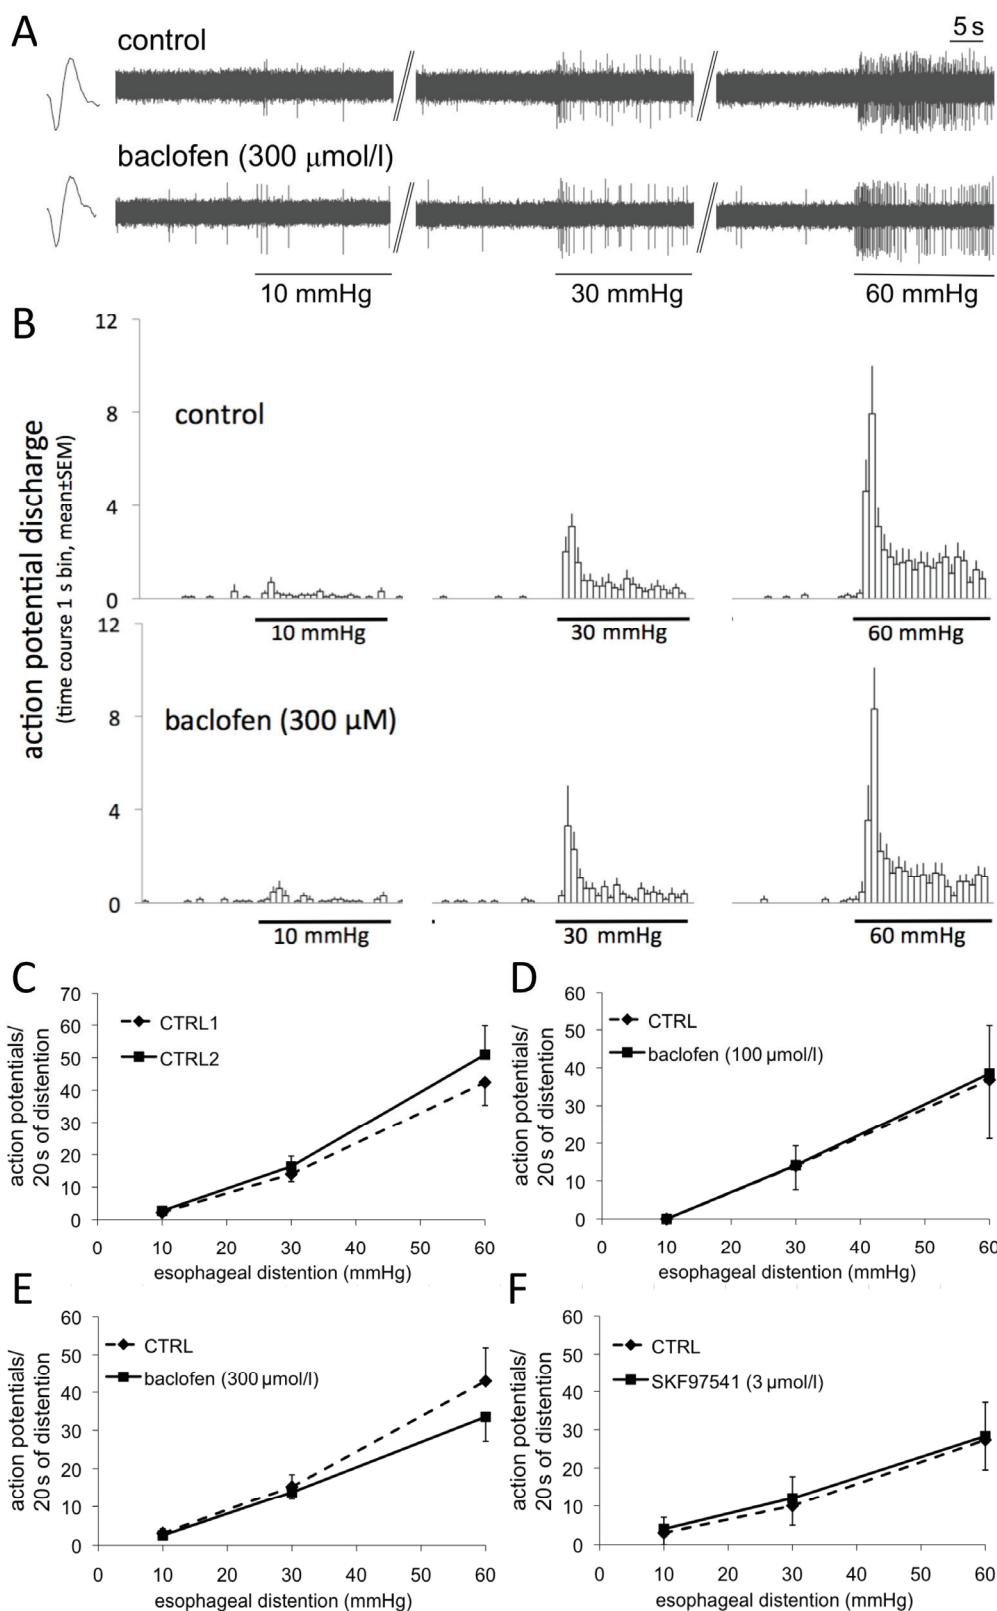 A
control
5 s
baclofen (300 μmol/l)
10 mmHg
30 mmHg
60 mmHg
B
action potential discharge
(time course 1 s bin, mean±SEM)
12
8
4
0
control
10 mmHg
30 mmHg
60 mmHg
12
8
4
0
baclofen (300 μM)
10 mmHg
30 mmHg
60 mmHg
C
action potentials/
20 s of distention
70
60
50
40
30
20
10
0
CTRL1
CTRL2
0 10 20 30 40 50 60
esophageal distention (mmHg)
D
action potentials/
20 s of distention
60
50
40
30
20
10
0
CTRL
baclofen (100 μmol/l)
0 10 20 30 40 50 60
esophageal distention (mmHg)
E
action potentials/
20 s of distention
60
50
40
30
20
10
0
CTRL
baclofen (300 μmol/l)
0 10 20 30 40 50 60
esophageal distention (mmHg)
F
action potentials/
20 s of distention
60
50
40
30
20
10
0
CTRL
SKF97541 (3 μmol/l)
0 10 20 30 40 50 60
esophageal distention (mmHg)